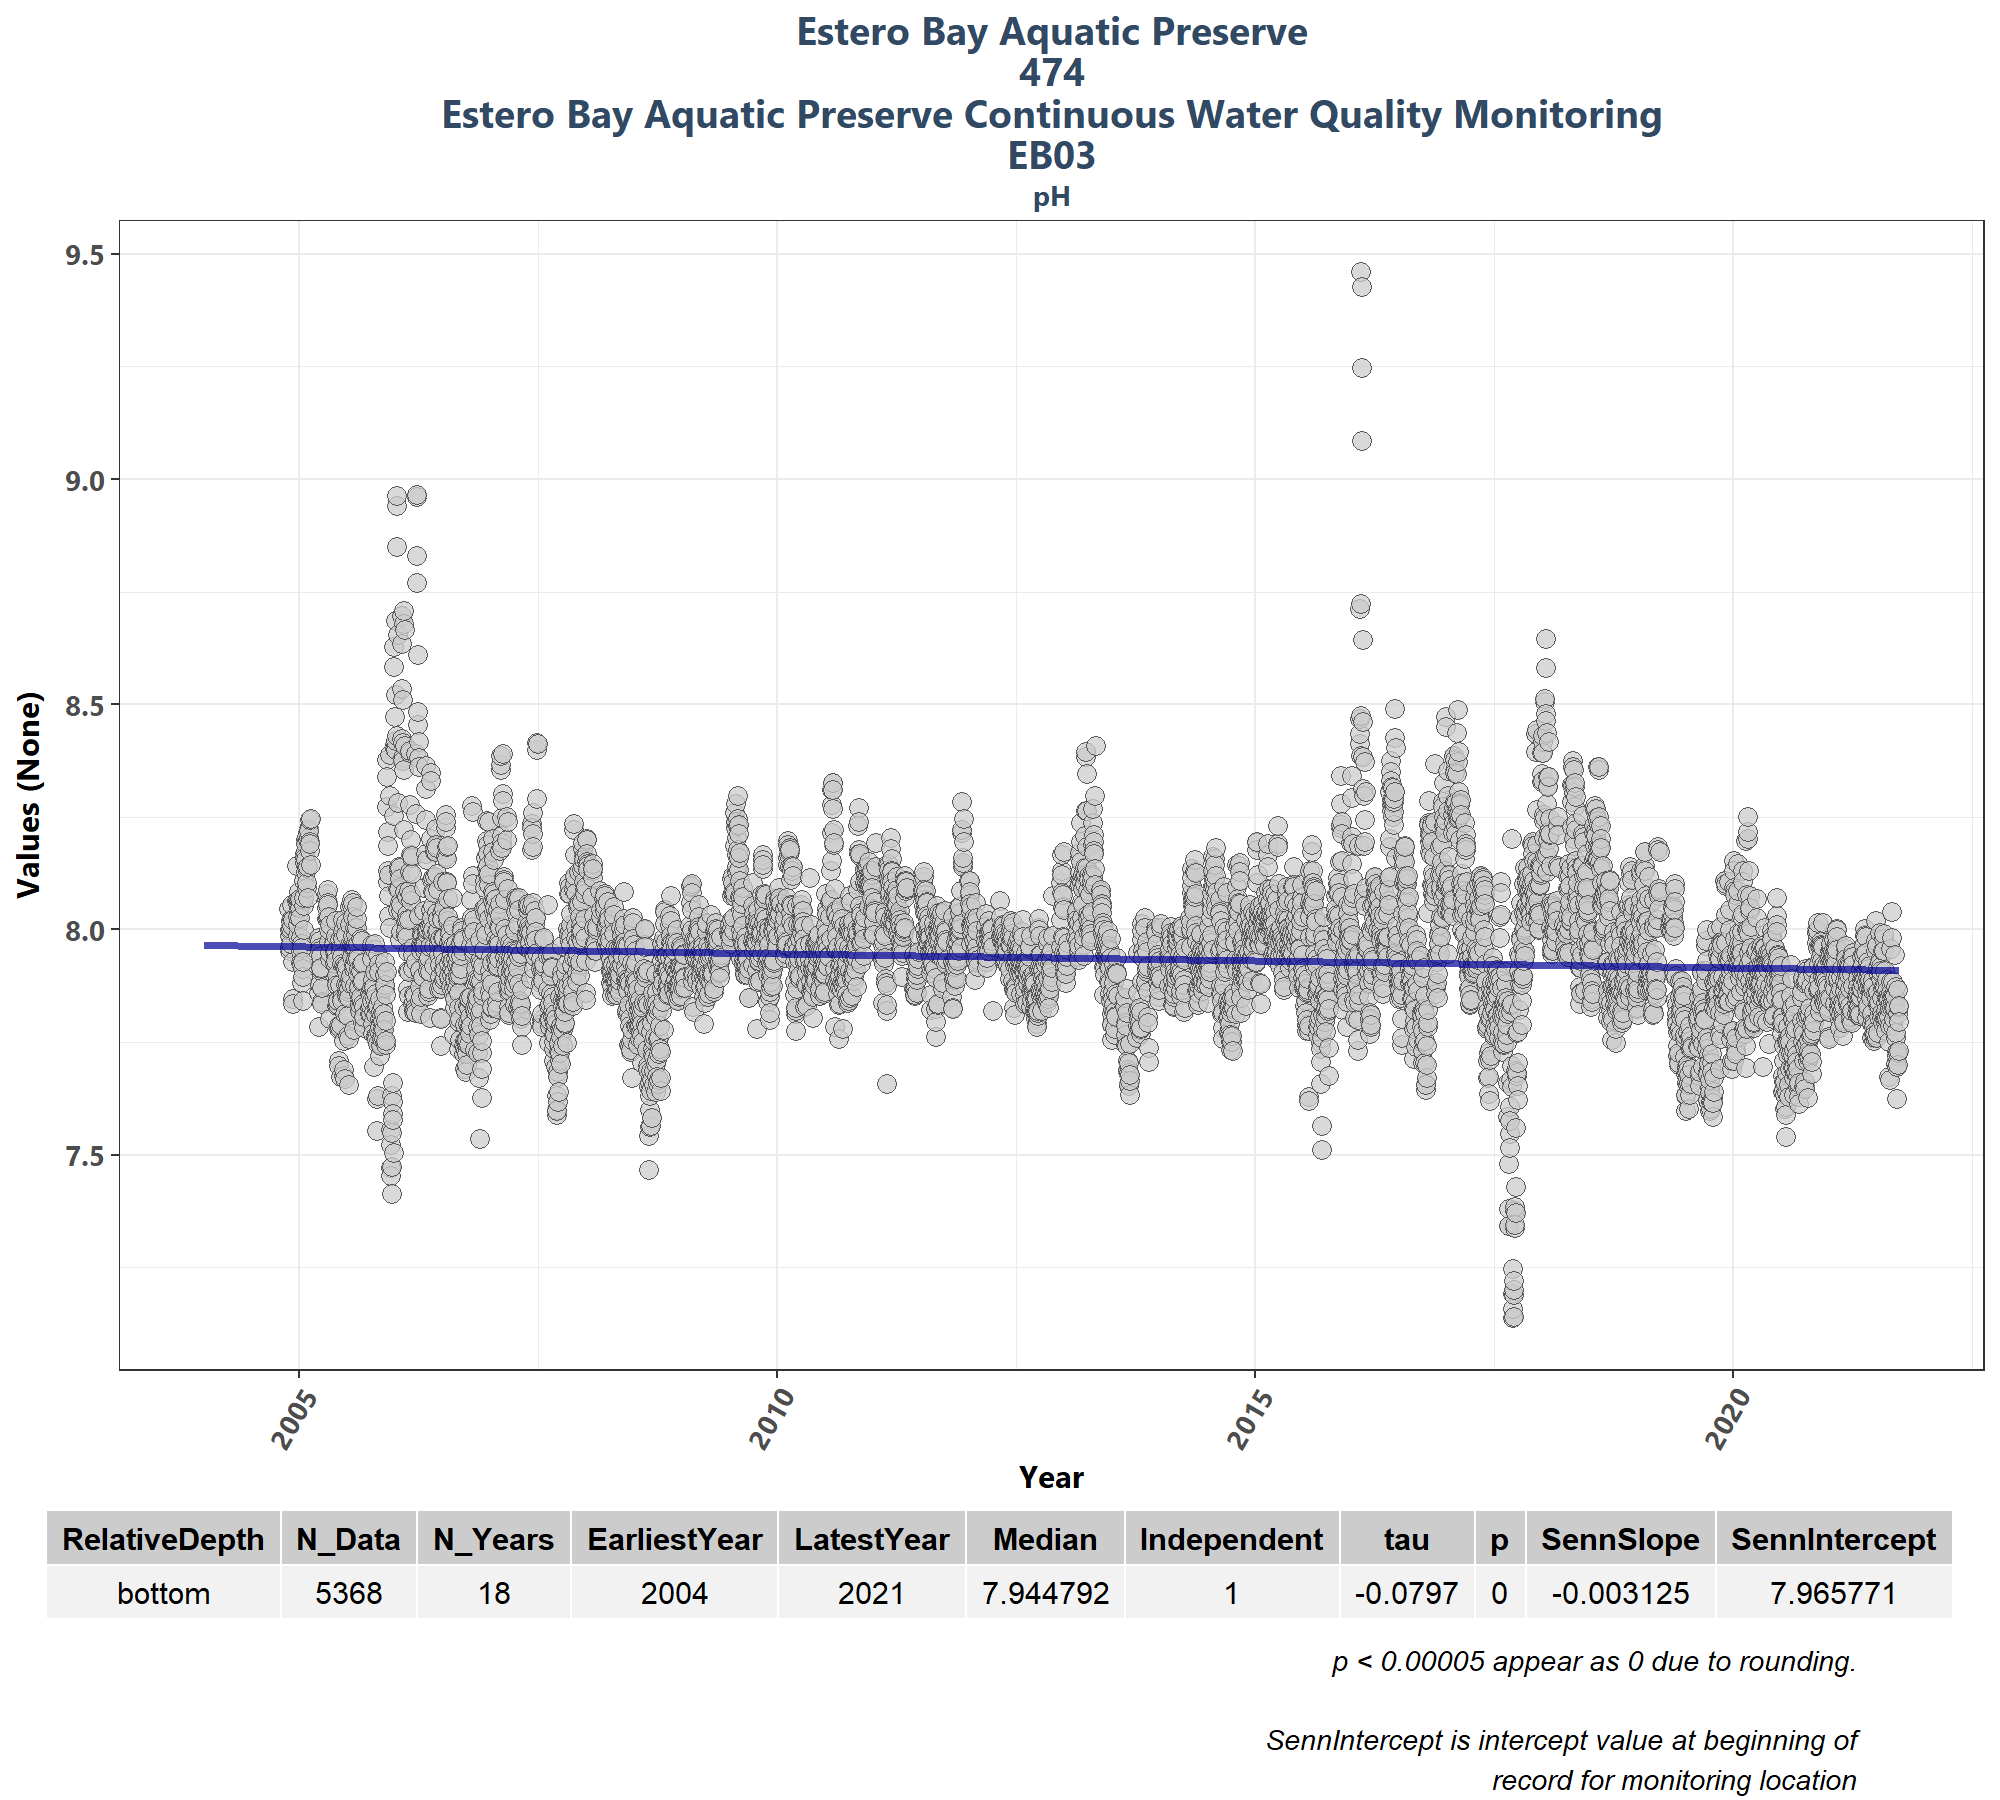 Estero Bay Aquatic Preserve
474
Estero Bay Aquatic Preserve Continuous Water Quality Monitoring
EB03
pH
Values (None)
9.5
9.0
8.5
8.0
7.5
2005 2010 2015 2020
Year
RelativeDepth N_Data N_Years EarliestYear LatestYear Median Independent tau p SennSlope SennIntercept
bottom 5368 18 2004 2021 7.944792 1 -0.0797 0 -0.003125 7.965771
p < 0.00005 appear as 0 due to rounding.
SennIntercept is intercept value at beginning of
record for monitoring location